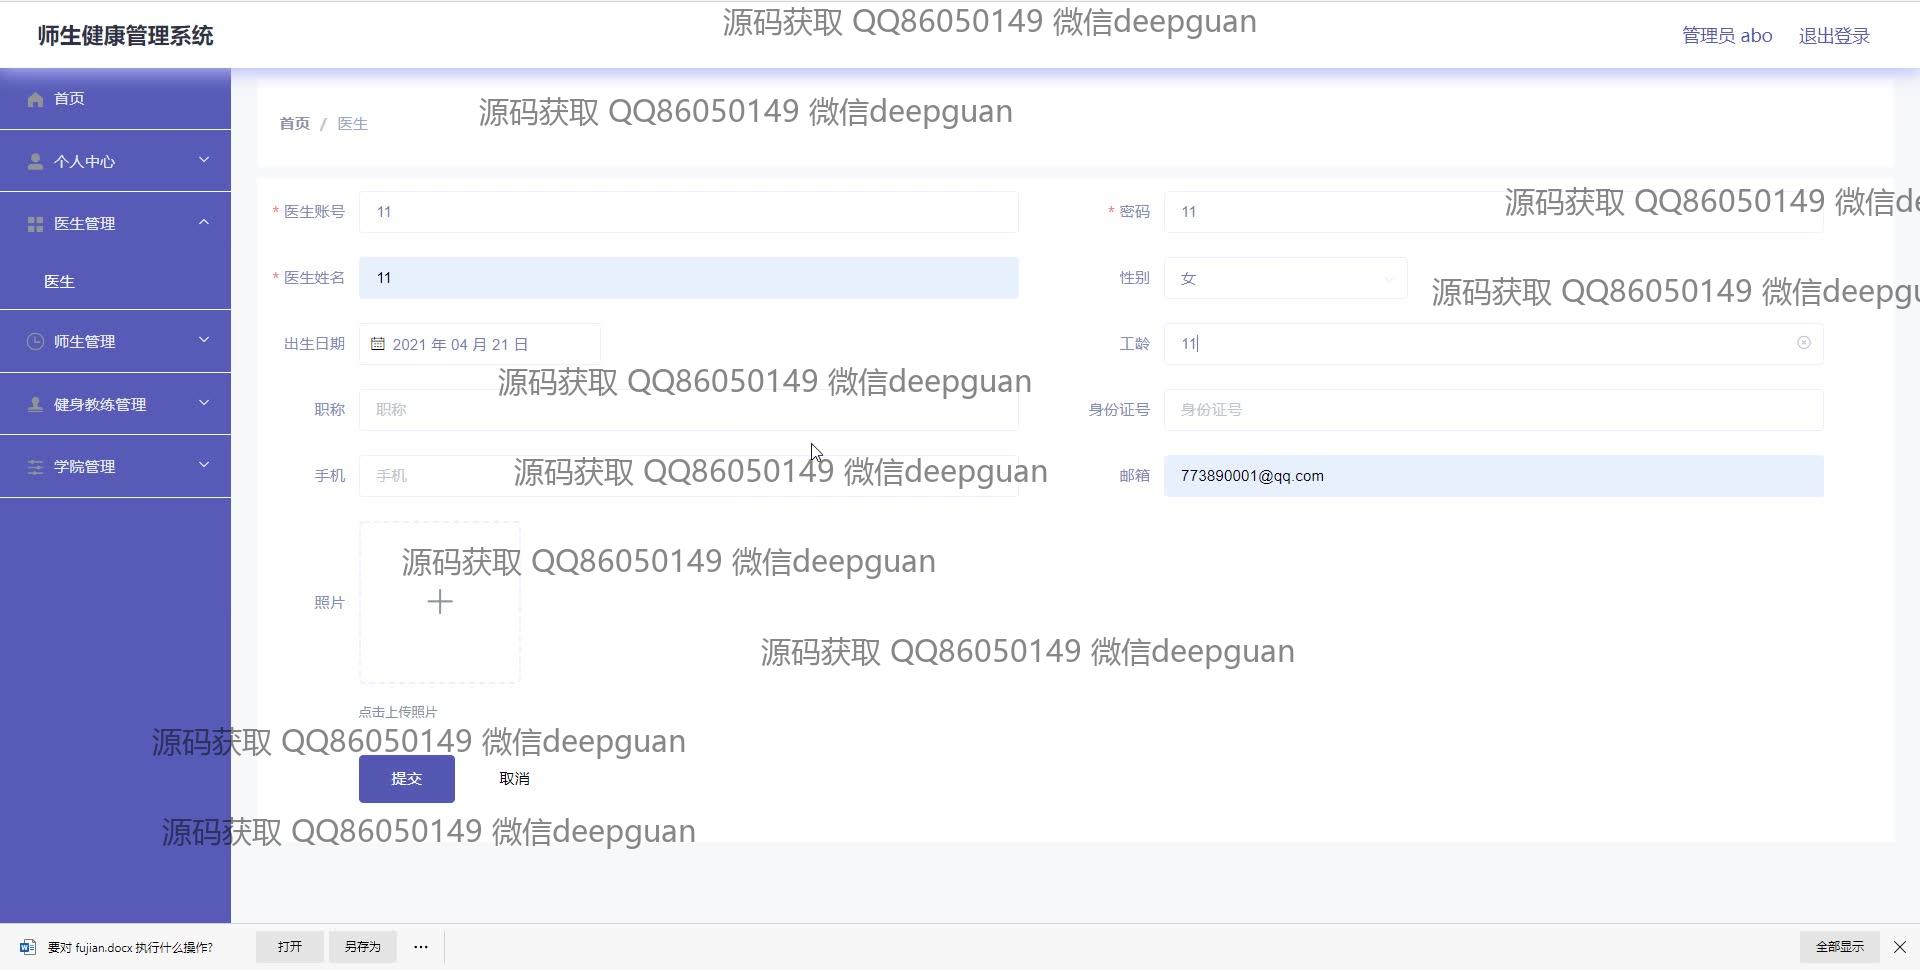 源码获取 QQ86050149 微信deepguan
师生健康管理系统
管理员 abo 退出登录
首页
个人中心
医生管理
医生
师生管理
健身教练管理
学院管理
源码获取 QQ86050149 微信deepguan
首页 / 医生
源码获取 QQ86050149 微信de
* 医生账号 11 * 密码 11
* 医生姓名 11 性别 女
源码获取 QQ86050149 微信deepgu
出生日期 2021 年 04 月 21 日 工龄 11
源码获取 QQ86050149 微信deepguan
职称 职称 身份证号 身份证号
源码获取 QQ86050149 微信deepguan
手机 手机 邮箱 773890001@qq.com
源码获取 QQ86050149 微信deepguan
照片
源码获取 QQ86050149 微信deepguan
点击上传照片
源码获取 QQ86050149 微信deepguan
提交 取消
源码获取 QQ86050149 微信deepguan
要对 fujian.docx 执行什么操作? 打开 另存为 ··· 全部显示